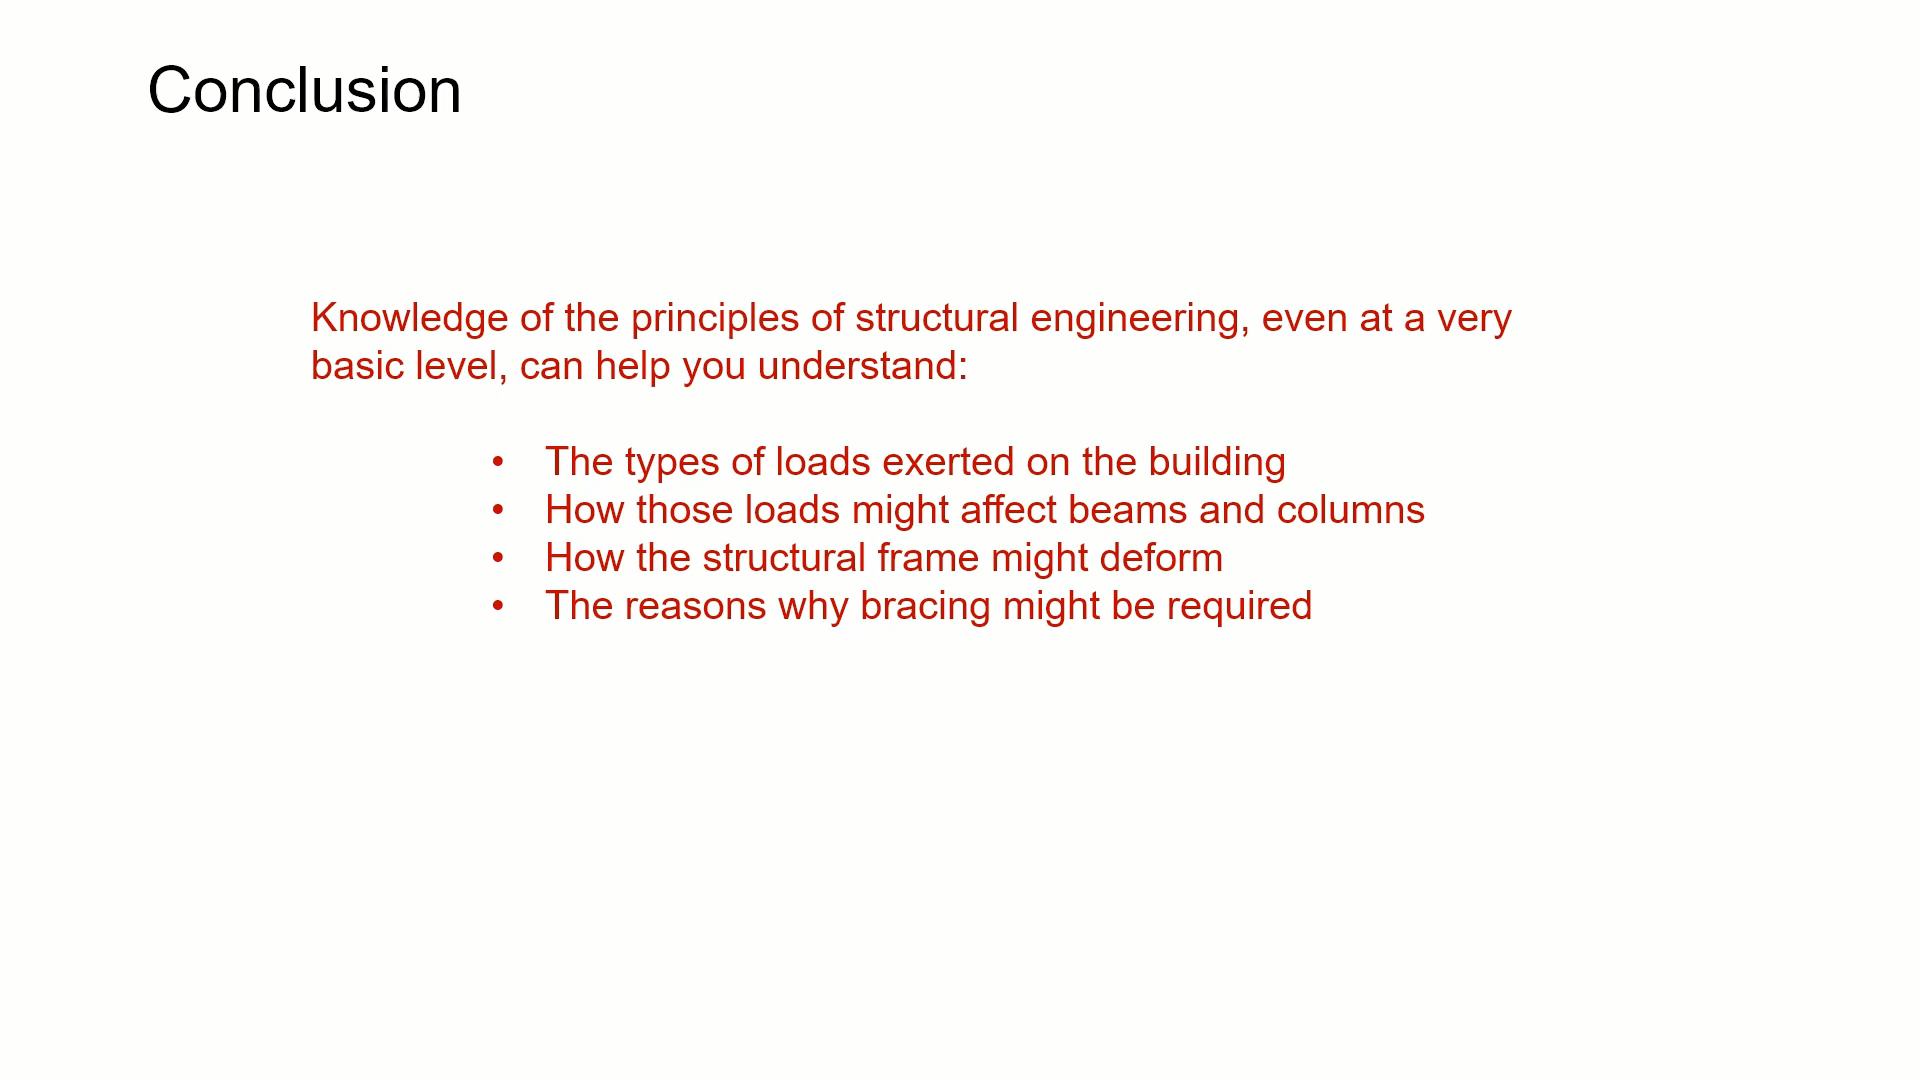 Conclusion
Knowledge of the principles of structural engineering, even at a very
basic level, can help you understand:
• The types of loads exerted on the building
• How those loads might affect beams and columns
• How the structural frame might deform
• The reasons why bracing might be required